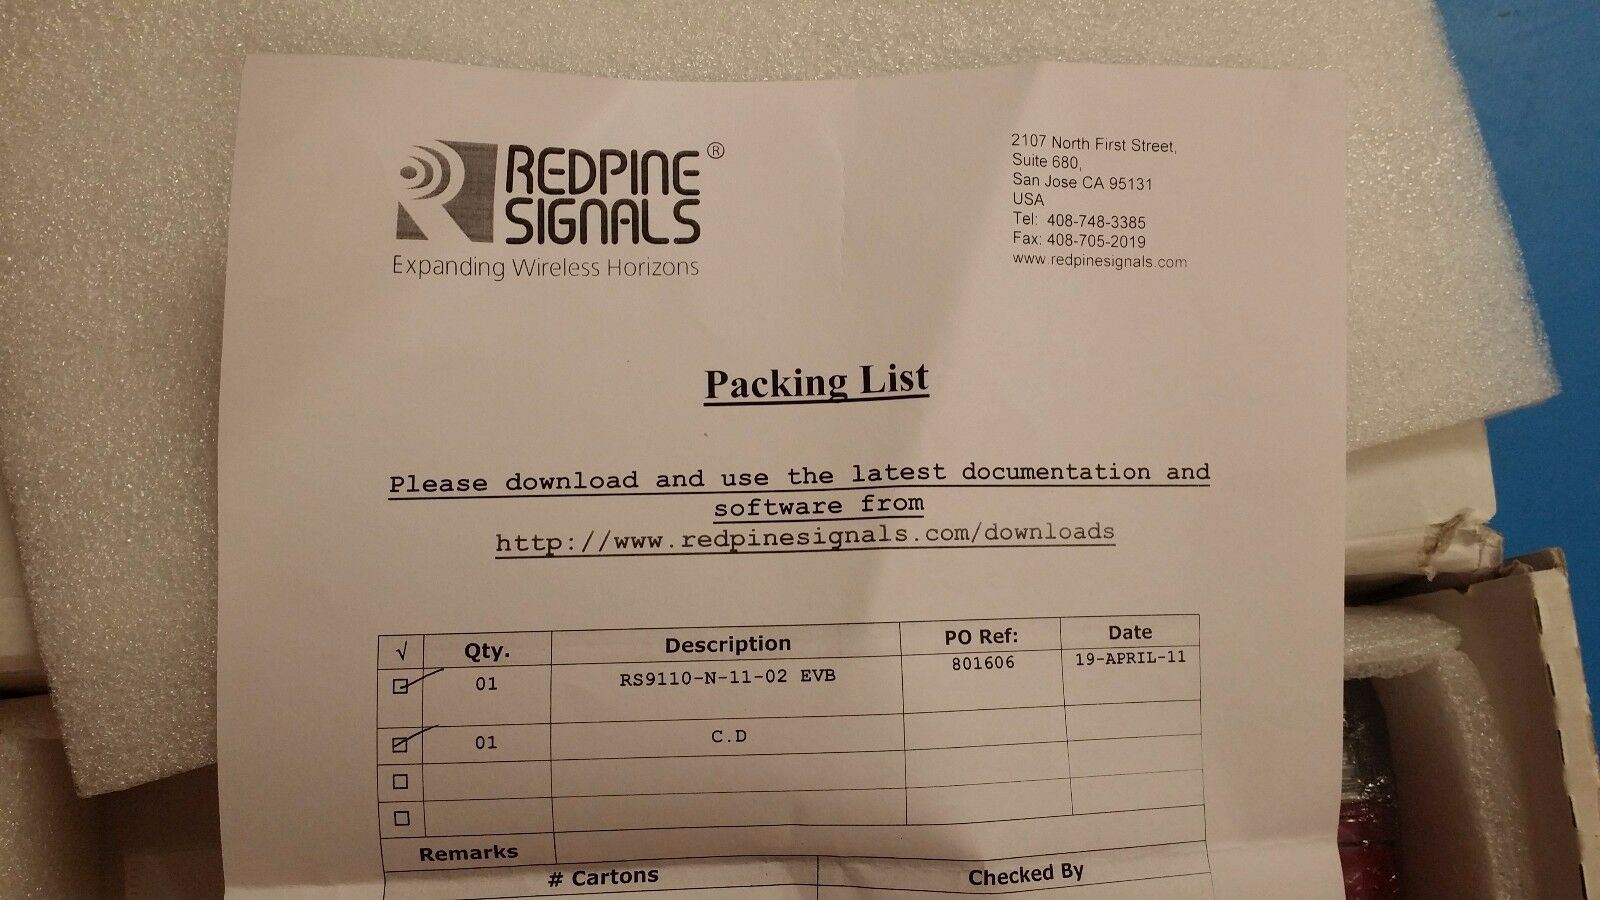 REDPINE ®
SIGNALS
Expanding Wireless Horizons
2107 North First Street,
Suite 680,
San Jose CA 95131
USA
Tel: 408-748-3385
Fax: 408-705-2019
www.redpinesignals.com
Packing List
Please download and use the latest documentation and
software from
http://www.redpinesignals.com/downloads
√ Qty. Description PO Ref: Date
01 RS9110-N-11-02 EVB 801606 19-APRIL-11
01 C.D
Remarks
# Cartons Checked By